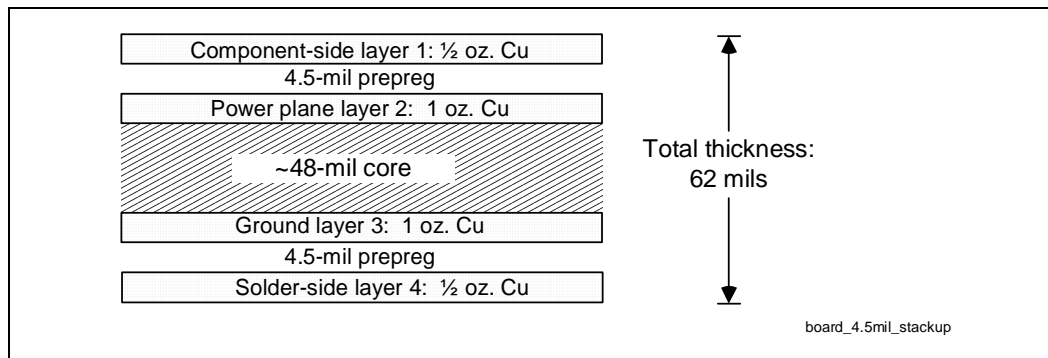 Component-side layer 1: ½ oz. Cu
4.5-mil prepreg
Power plane layer 2:  1 oz. Cu
~48-mil core
Total thickness:
62 mils
Ground layer 3:  1 oz. Cu
4.5-mil prepreg
Solder-side layer 4:  ½ oz. Cu
board_4.5mil_stackup